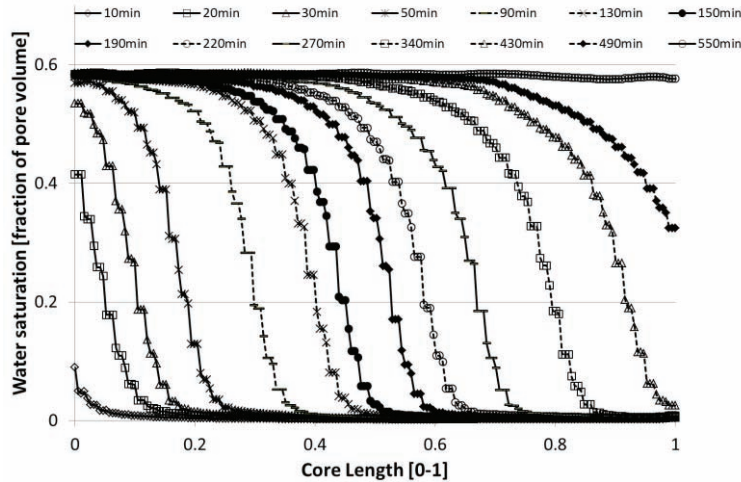 10min 20min 30min 50min 90min 130min 150min
190min 220min 270min 340min 430min 490min 550min
Water saturation [fraction of pore volume]
0.6
0.4
0.2
0
0 0.2 0.4 0.6 0.8 1
Core Length [0-1]